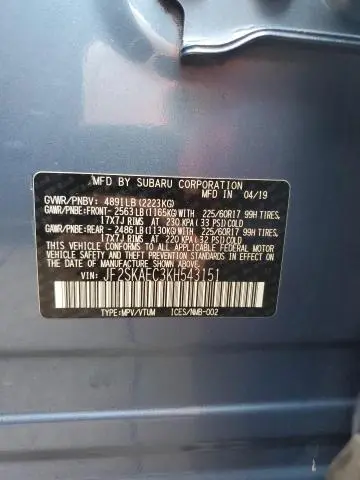 MFD BY SUBARU CORPORATION
GVWR/PNBV: 4891LB(2223KG) MFD IN 04/19
GAWR/PNBE:FRONT- 2563LB(1165KG)WITH 225/60R17 99H TIRES,
17X7J RIMS AT 230 KPA(33 PSI)COLD
GAWR/PNBE:REAR - 2486LB(1130KG)WITH 225/60R17 99H TIRES,
17X7J RIMS AT 220 KPA(32 PSI)COLD
THIS VEHICLE CONFORMS TO ALL APPLICABLE FEDERAL MOTOR VEHICLE
SAFETY, BUMPER, AND THEFT PREVENTION STANDARDS IN EFFECT ON
THE DATE OF MANUFACTURE SHOWN ABOVE.
VIN: JF2SKAEC3KH543151
TYPE:MPV/VTUM ICES/NMB-002